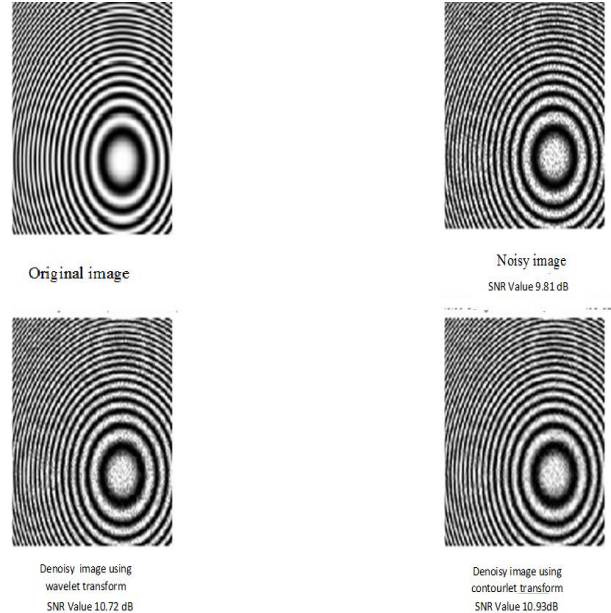 Original image
Noisy image
SNR Value 9.81 dB
Denoisy image using
wavelet transform
SNR Value 10.72 dB
Denoisy image using
contourlet transform
SNR Value 10.93dB